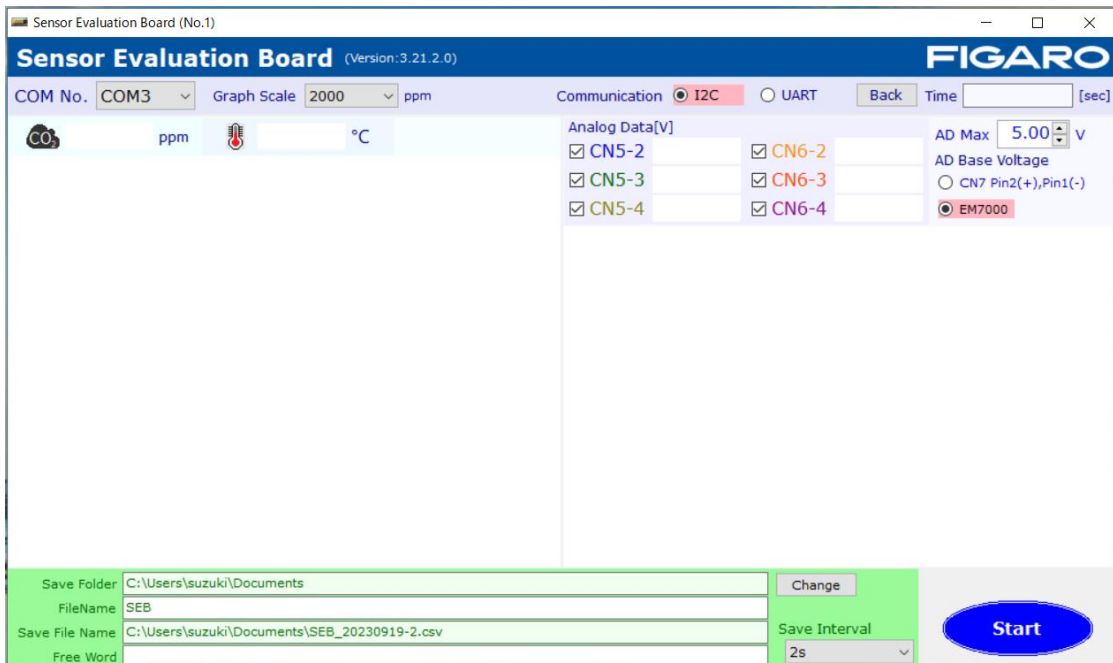 Sensor Evaluation Board (No.1)
Sensor Evaluation Board (Version:3.21.2.0) FIGARO
COM No. COM3 Graph Scale 2000 ppm Communication I2C UART Back Time [sec]
CO2 ppm °C
Analog Data[V]
CN5-2 CN6-2
CN5-3 CN6-3
CN5-4 CN6-4
AD Max 5.00 V
AD Base Voltage
CN7 Pin2(+),Pin1(-)
EM7000
Save Folder C:\Users\suzuki\Documents Change
FileName SEB
Save File Name C:\Users\suzuki\Documents\SEB_20230919-2.csv
Free Word
Save Interval
2s
Start